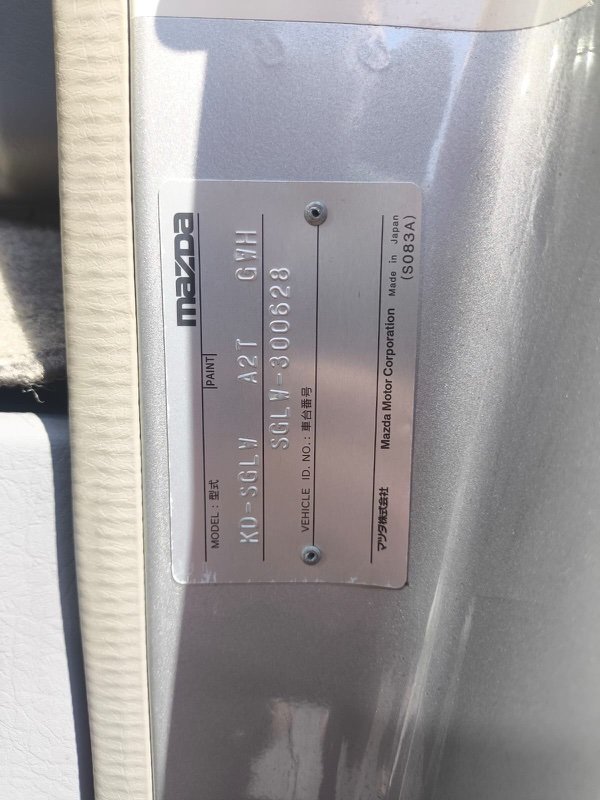 mazda
MODEL: 型式 |PAINT|
KD-SGLW A2T GWH
SGLW-300628
VEHICLE ID. NO.: 車台番号
マツダ株式会社 Mazda Motor Corporation Made in Japan
(S083A)